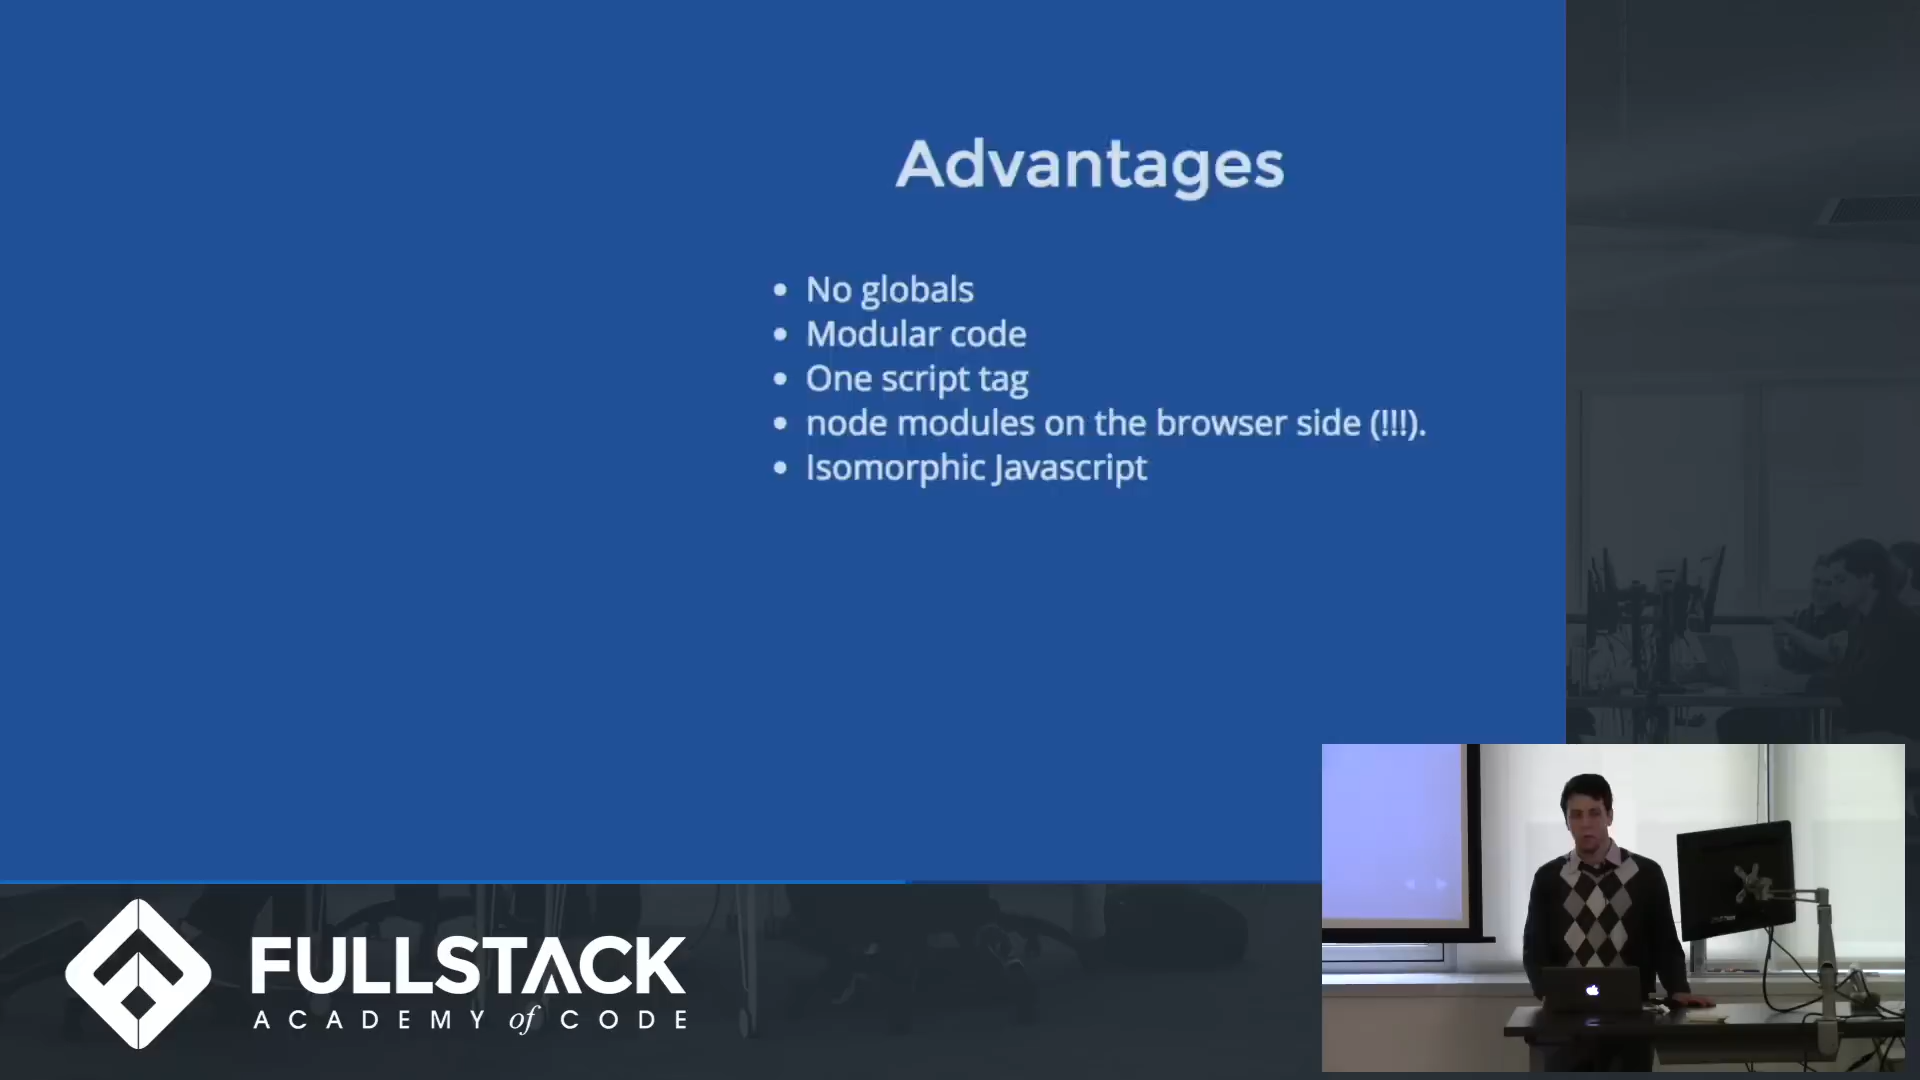 Advantages
No globals
Modular code
One script tag
node modules on the browser side (!!!).
Isomorphic Javascript
FULLSTACK
ACADEMY of CODE